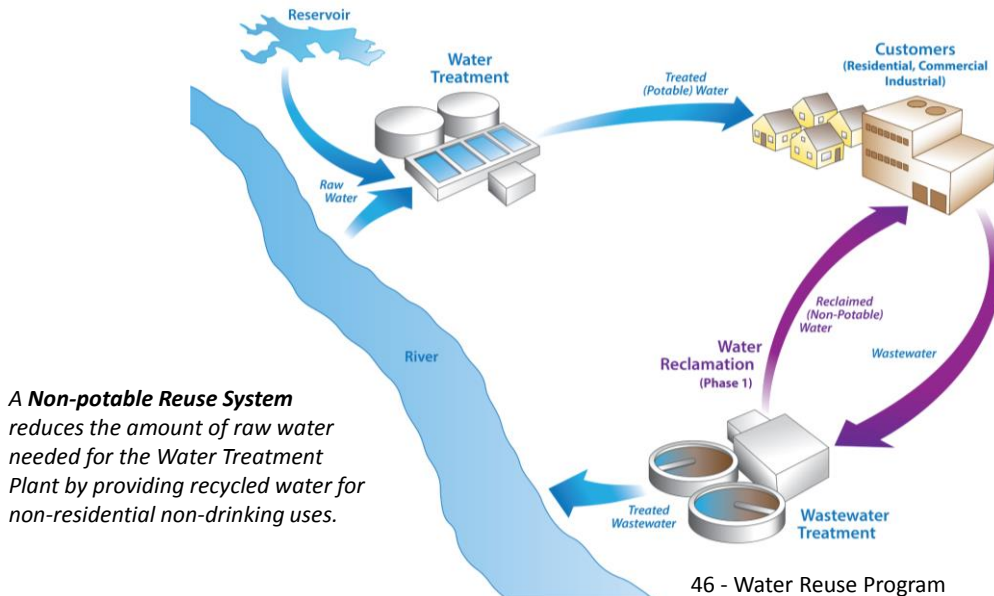 Reservoir
Water
Treatment
Treated
(Potable) Water
Customers
(Residential, Commercial
Industrial)
Raw
Water
Reclaimed
(Non-Potable)
Water
Wastewater
River
Water
Reclamation
(Phase 1)
A Non-potable Reuse System
reduces the amount of raw water
needed for the Water Treatment
Plant by providing recycled water for
non-residential non-drinking uses.
Treated
Wastewater
Wastewater
Treatment
46 - Water Reuse Program